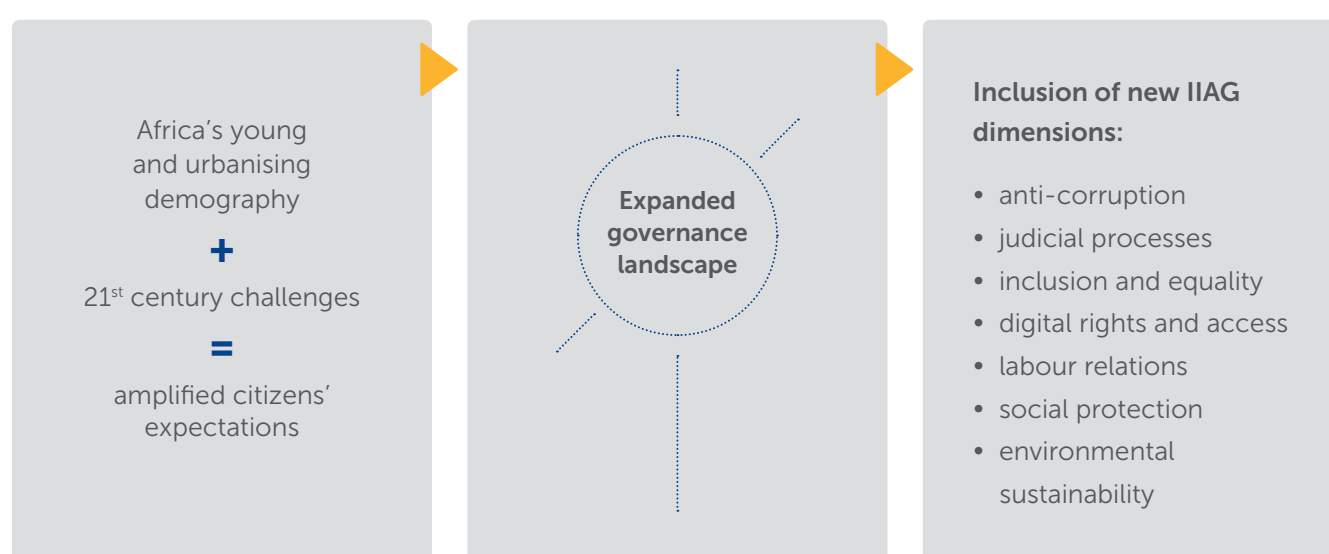 Africa's young
and urbanising
demography
+
21st century challenges
=
amplified citizens'
expectations
Expanded
governance
landscape
Inclusion of new IIAG
dimensions:
• anti-corruption
• judicial processes
• inclusion and equality
• digital rights and access
• labour relations
• social protection
• environmental
sustainability